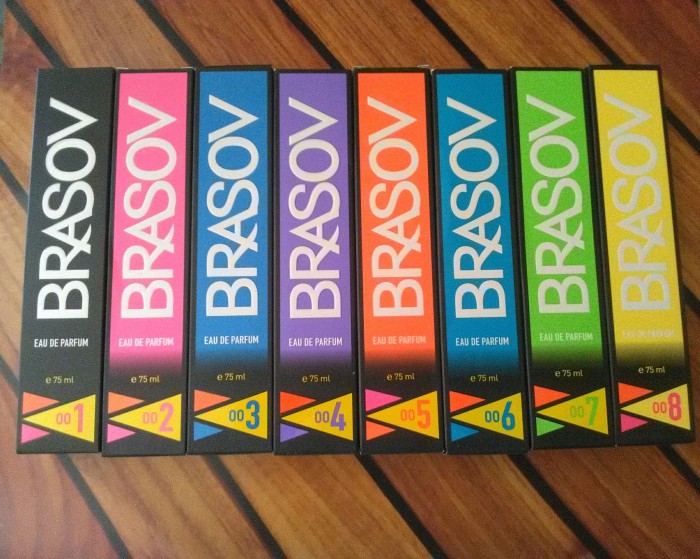 BRASOV
EAU DE PARFUM
e 75 ml
001
BRASOV
EAU DE PARFUM
e 75 ml
002
BRASOV
EAU DE PARFUM
e 75 ml
003
BRASOV
EAU DE PARFUM
e 75 ml
004
BRASOV
EAU DE PARFUM
e 75 ml
005
BRASOV
EAU DE PARFUM
e 75 ml
006
BRASOV
EAU DE PARFUM
e 75 ml
007
BRASOV
EAU DE PARFUM
e 75 ml
008